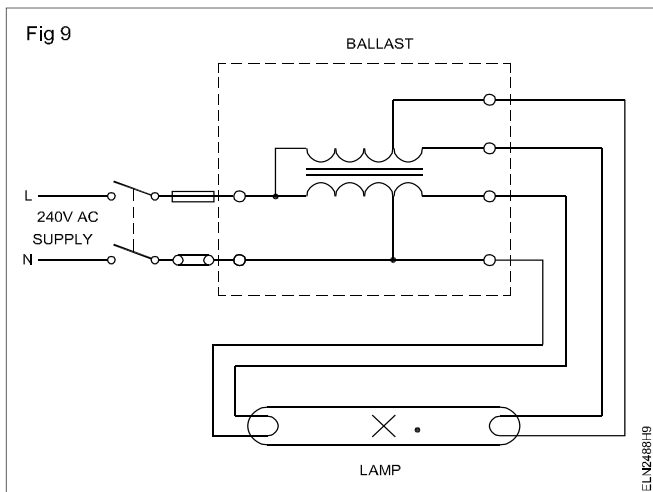 Fig 9
BALLAST
L
240V AC
SUPPLY
N
LAMP
ELN2488H9